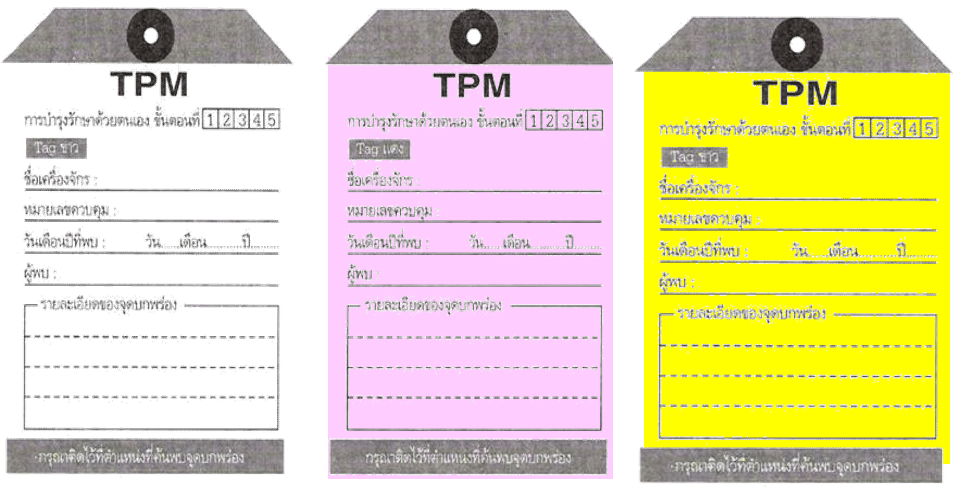 TPM
การบำรุงรักษาด้วยตนเอง ขั้นตอนที่ 1 2 3 4 5
Tag ขาว
ชื่อเครื่องจักร :
หมายเลขควบคุม :
วันเดือนปีที่พบ : วัน......เดือน...........ปี.........
ผู้พบ :
รายละเอียดของจุดบกพร่อง
กรุณาติดไว้ที่ตำแหน่งที่ค้นพบจุดบกพร่อง
TPM
การบำรุงรักษาด้วยตนเอง ขั้นตอนที่ 1 2 3 4 5
Tag แดง
ชื่อเครื่องจักร :
หมายเลขควบคุม :
วันเดือนปีที่พบ : วัน......เดือน...........ปี.........
ผู้พบ :
รายละเอียดของจุดบกพร่อง
กรุณาติดไว้ที่ตำแหน่งที่ค้นพบจุดบกพร่อง
TPM
การบำรุงรักษาด้วยตนเอง ขั้นตอนที่ 1 2 3 4 5
Tag ขาว
ชื่อเครื่องจักร :
หมายเลขควบคุม :
วันเดือนปีที่พบ : วัน......เดือน...........ปี.........
ผู้พบ :
รายละเอียดของจุดบกพร่อง
กรุณาติดไว้ที่ตำแหน่งที่ค้นพบจุดบกพร่อง